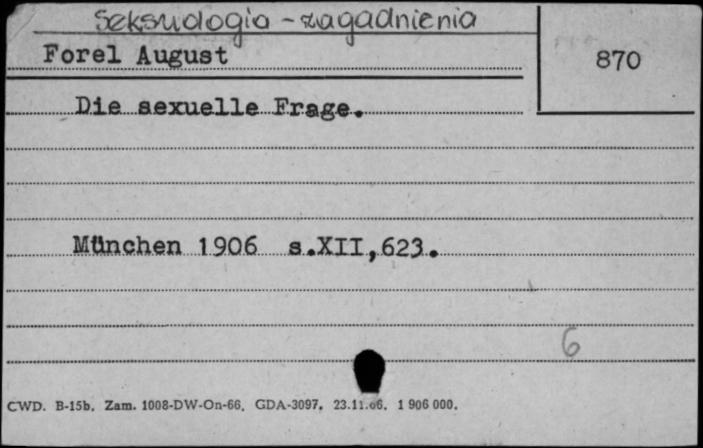 Seksuologia - zagadnienia
Forel August
870
Die sexuelle Frage.
München 1906 s.XII,623.
6
CWD. B-15b. Zam. 1008-DW-On-66. GDA-3097. 23.11.66. 1 906 000.